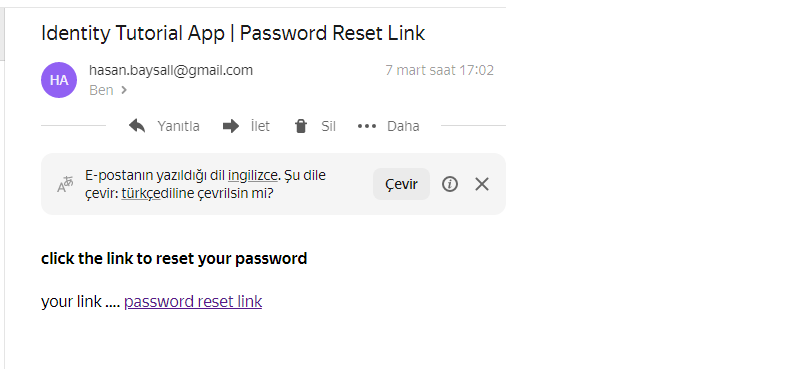 Identity Tutorial App | Password Reset Link
HA
hasan.baysall@gmail.com
7 mart saat 17:02
Ben >
Yanıtla
İlet
Sil
Daha
E-postanın yazıldığı dil ingilizce. Şu dile
çevir: türkçediline çevrilsin mi?
Çevir
click the link to reset your password
your link .... password reset link